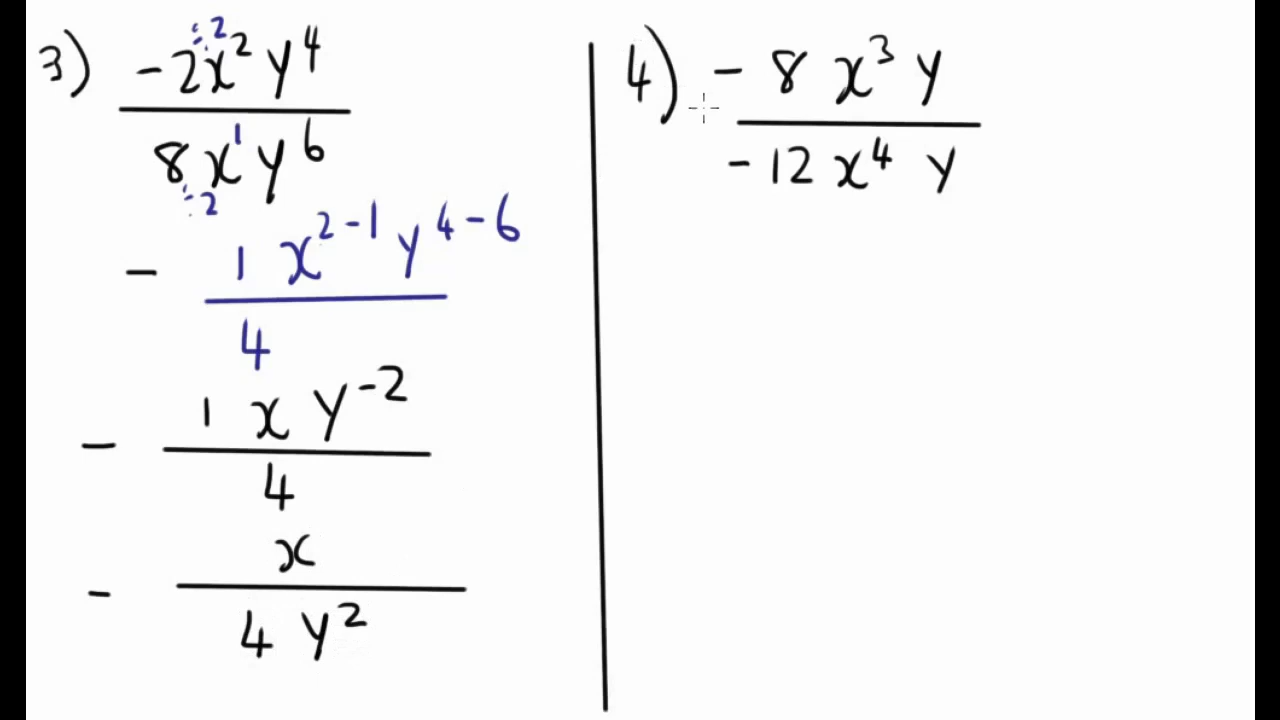 3) -2x² y⁴
÷2
8x¹ y⁶
÷2
- 1 x²⁻¹ y⁴⁻⁶
4
- 1 x y⁻²
4
- x
4 y²
4) - 8 x³ y
- 12 x⁴ y